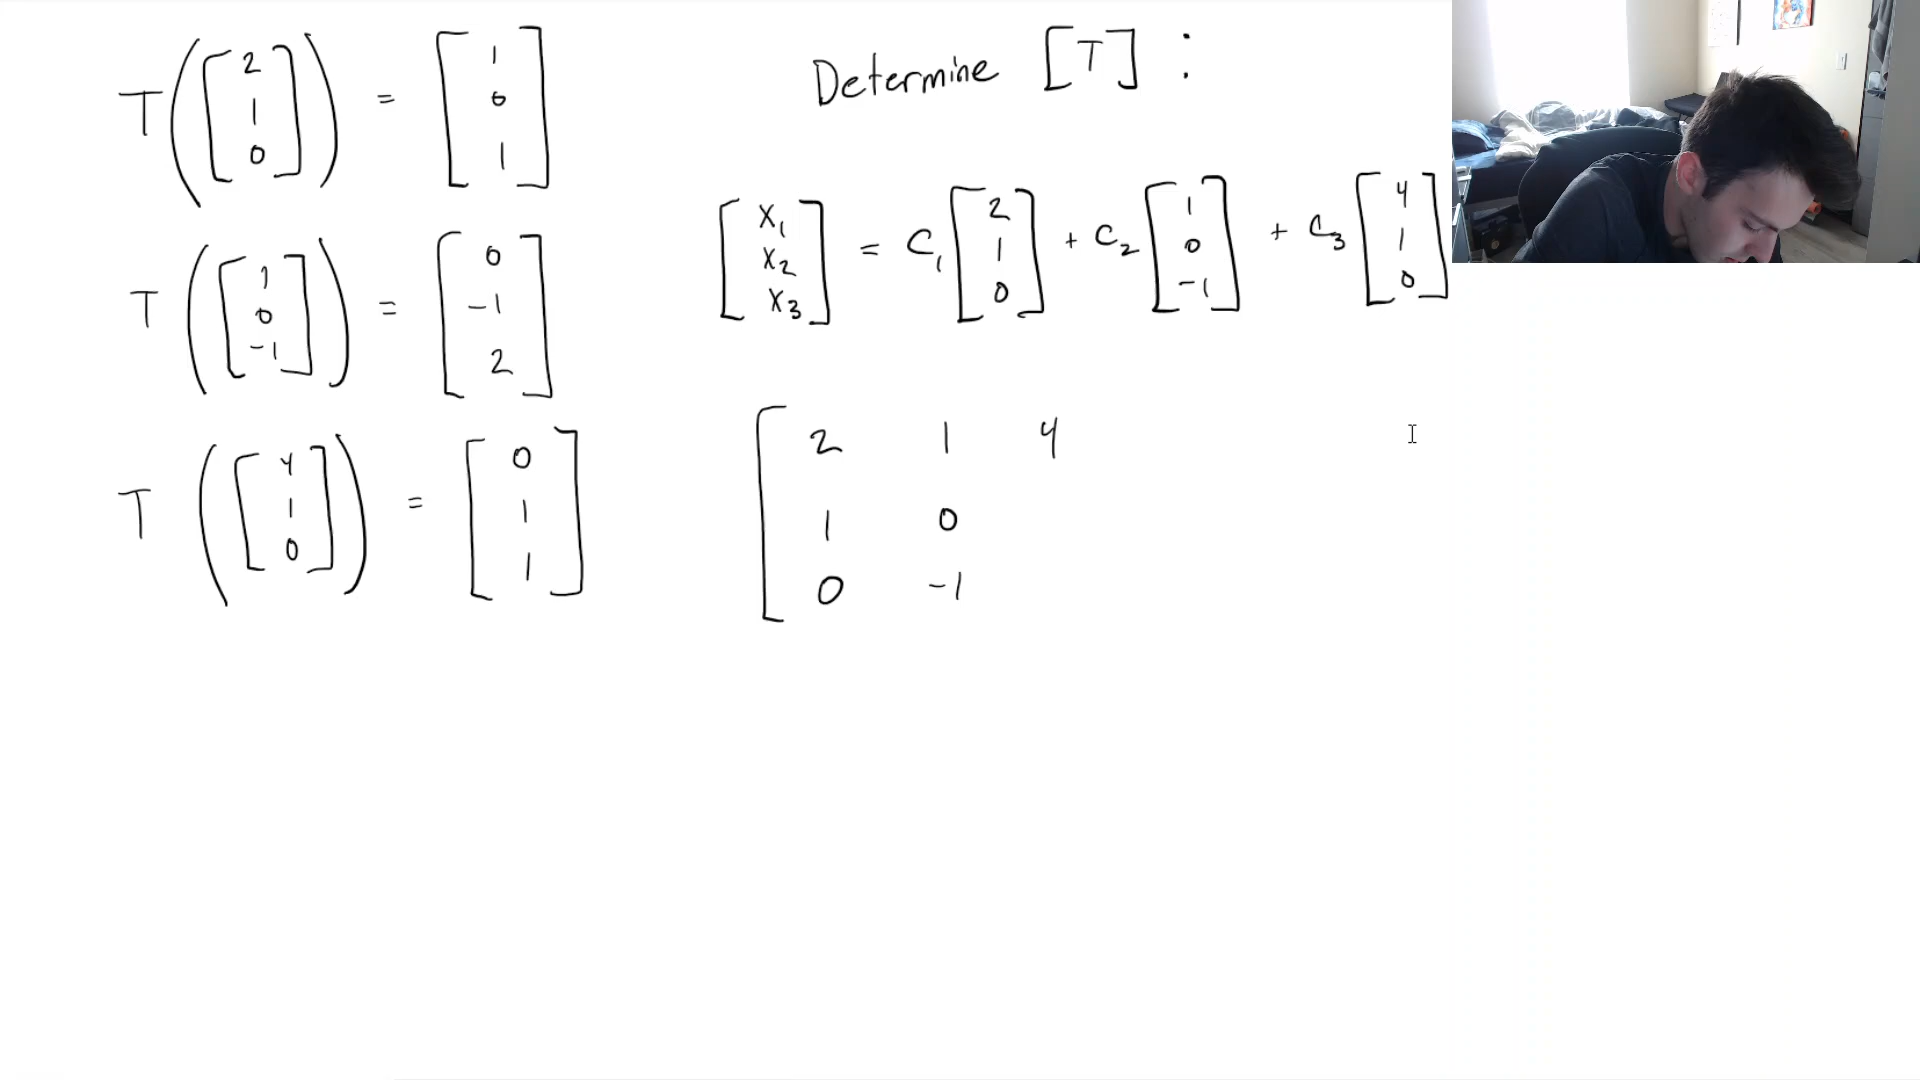 T([2 1 0]) = [1 0 1]
T([1 0 -1]) = [0 -1 2]
T([4 1 0]) = [0 1 1]
Determine [T] :
[x₁ x₂ x₃] = c₁[2 1 0] + c₂[1 0 -1] + c₃[4 1 0]
[2 1 4
1 0
0 -1